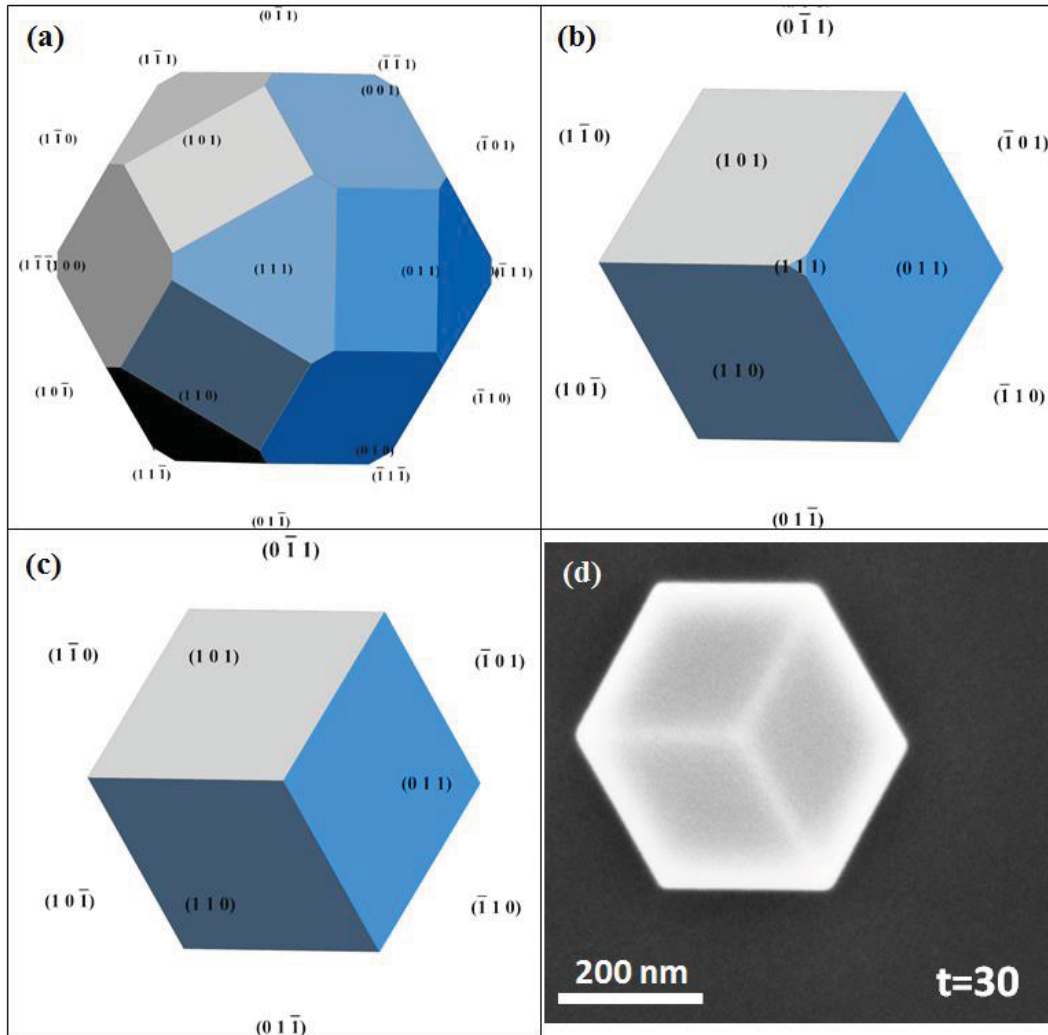 (a)
(0 1̄ 1)
(1 1̄ 1)
(1̄ 1̄ 1)
(0 0 1)
(1 1̄ 0)
(1 0 1)
(1̄ 0 1)
(1 1̄ 1̄)
(1 0 0)
(1 1 1)
(0 1 1)
(1̄ 1 1)
(1 0 1̄)
(1 1 0)
(1̄ 1 0)
(0 1 0)
(1 1 1̄)
(1̄ 1 1̄)
(0 1 1̄)
(b)
(0 1̄ 1)
(1 1̄ 0)
(1 0 1)
(1̄ 0 1)
(1 1 1)
(0 1 1)
(1 0 1̄)
(1 1 0)
(1̄ 1 0)
(0 1 1̄)
(c)
(0 1̄ 1)
(1 1̄ 0)
(1 0 1)
(1̄ 0 1)
(0 1 1)
(1 0 1̄)
(1 1 0)
(1̄ 1 0)
(0 1 1̄)
(d)
200 nm
t=30